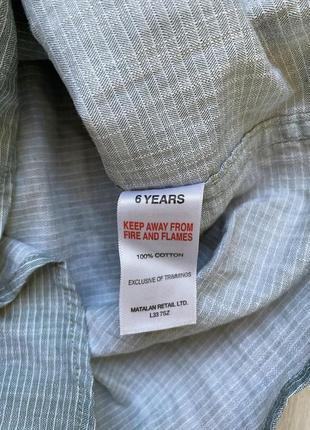 6 YEARS
KEEP AWAY FROM
FIRE AND FLAMES
100% COTTON
EXCLUSIVE OF TRIMMINGS
MATALAN RETAIL LTD.
L33 7SZ